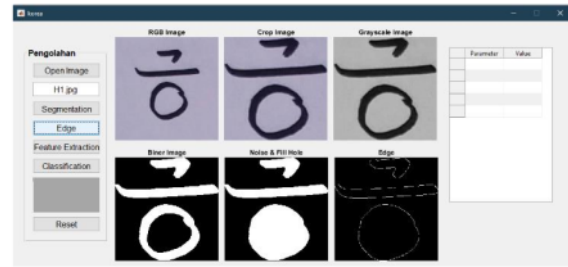 home
RGB Image
Crop Image
Grayscale Image
Pengolahan
Open Image
H1.jpg
Segmentation
Edge
Feature Extraction
Classification
Reset
Parameter Value
Biner Image
Noise & Fill Hole
Edge